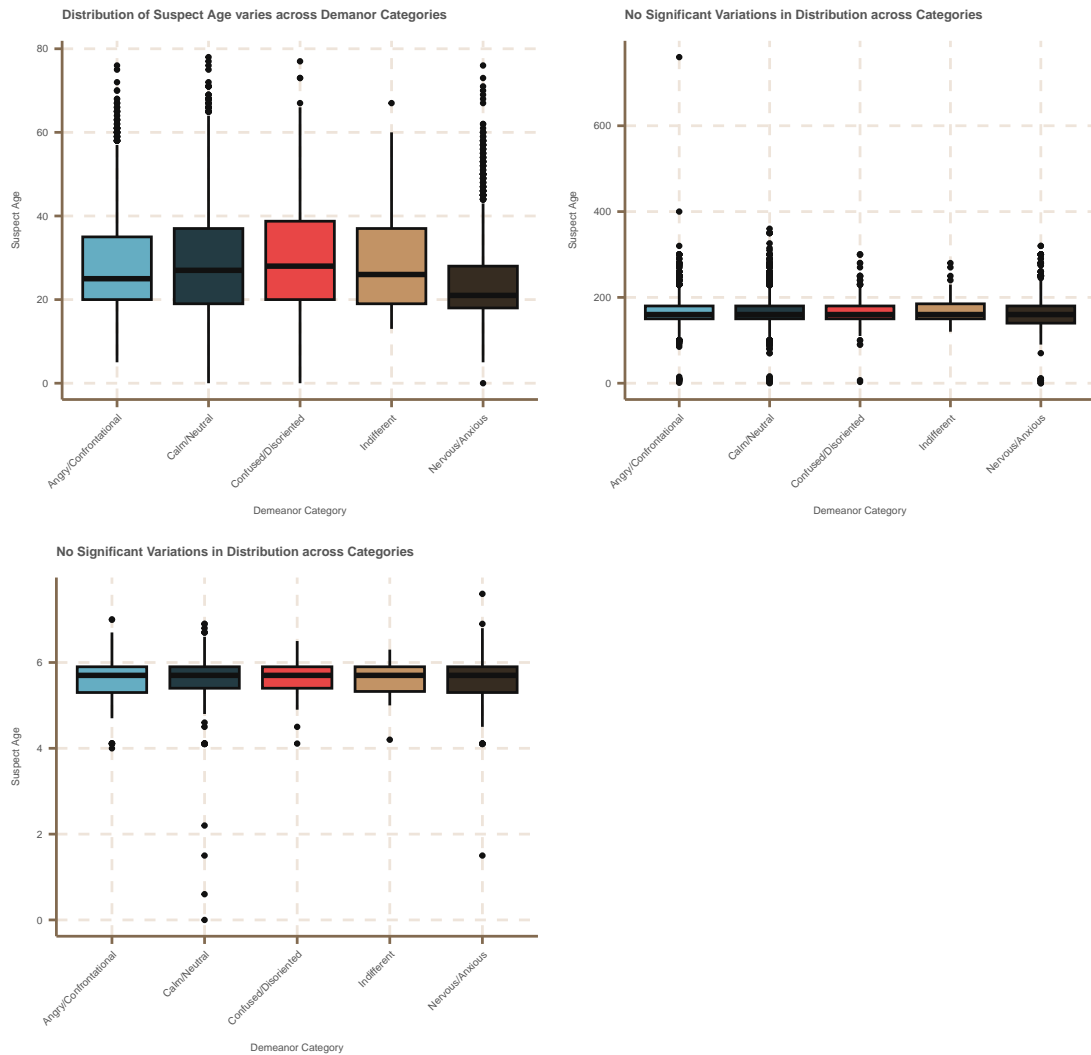 Distribution of Suspect Age varies across Demanor Categories
80
60
40
20
0
Suspect Age
Angry/Confrontational
Calm/Neutral
Confused/Disoriented
Indifferent
Nervous/Anxious
Demeanor Category
No Significant Variations in Distribution across Categories
600
400
200
0
Suspect Age
Angry/Confrontational
Calm/Neutral
Confused/Disoriented
Indifferent
Nervous/Anxious
Demeanor Category
No Significant Variations in Distribution across Categories
6
4
2
0
Suspect Age
Angry/Confrontational
Calm/Neutral
Confused/Disoriented
Indifferent
Nervous/Anxious
Demeanor Category